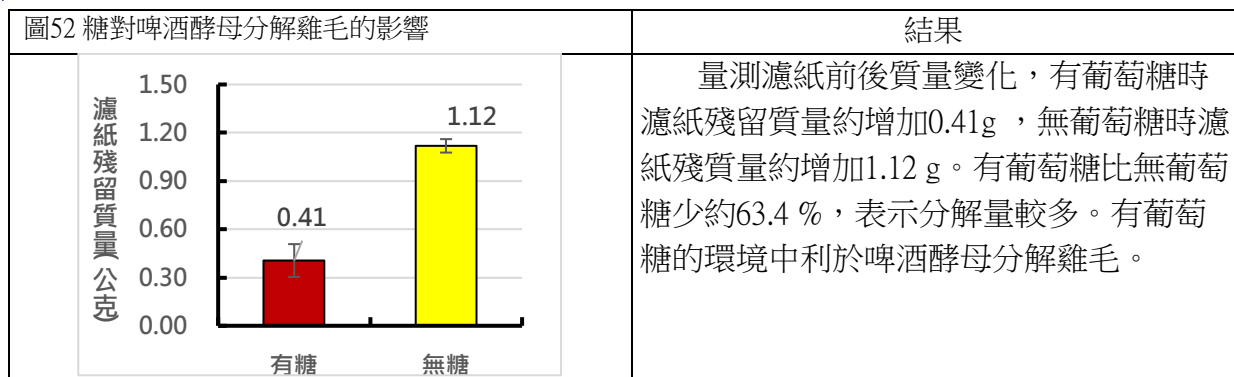 圖52 糖對啤酒酵母分解雞毛的影響
結果
濾紙殘留質量(公克)
1.50
1.20
0.90
0.60
0.30
0.00
0.41
1.12
有糖
無糖
量測濾紙前後質量變化，有葡萄糖時
濾紙殘留質量約增加0.41g ，無葡萄糖時濾
紙殘質量約增加1.12 g。有葡萄糖比無葡萄
糖少約63.4 %，表示分解量較多。有葡萄
糖的環境中利於啤酒酵母分解雞毛。